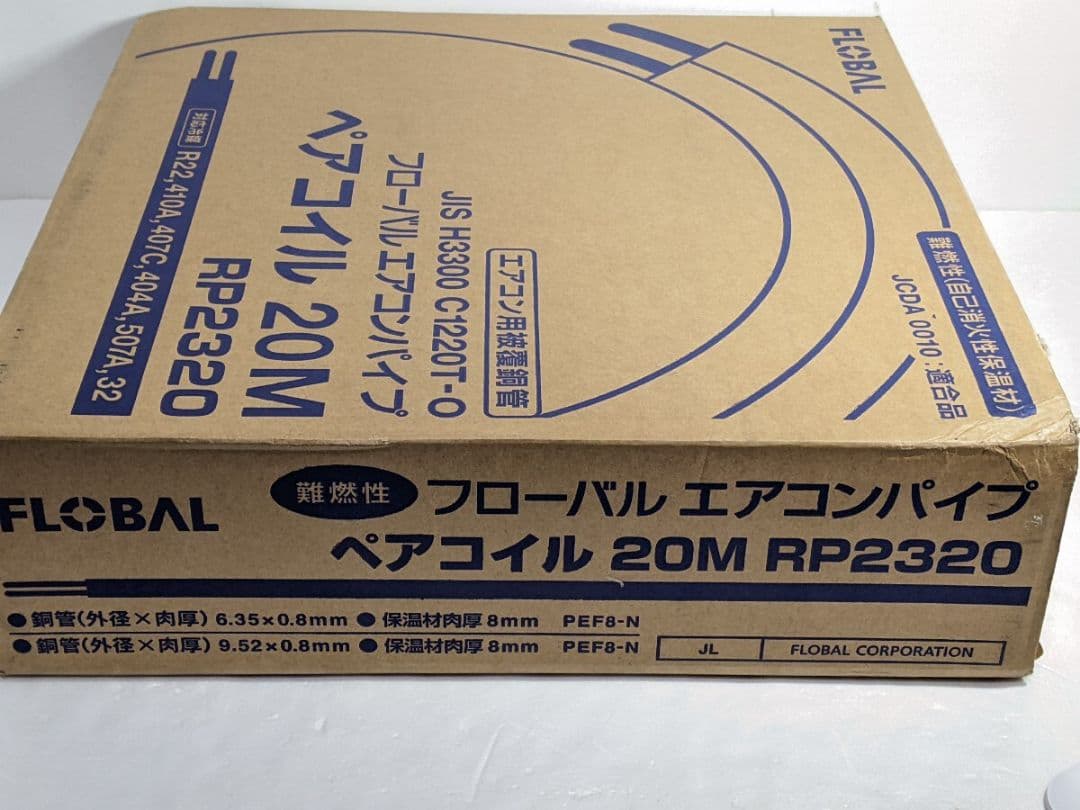 FLOBAL
難燃性(自己消火性保温材)
JCDA 0010:適合品
エアコン用被覆銅管
JIS H3300 C1220T-O
フローバルエアコンパイプ
ペアコイル 20M
RP2320
対応冷媒 R22,410A,407C,404A,507A,32
FLOBAL
難燃性 フローバル エアコンパイプ
ペアコイル 20M RP2320
●銅管(外径×肉厚) 6.35×0.8mm ●保温材肉厚8mm PEF8-N
●銅管(外径×肉厚) 9.52×0.8mm ●保温材肉厚8mm PEF8-N
JL FLOBAL CORPORATION